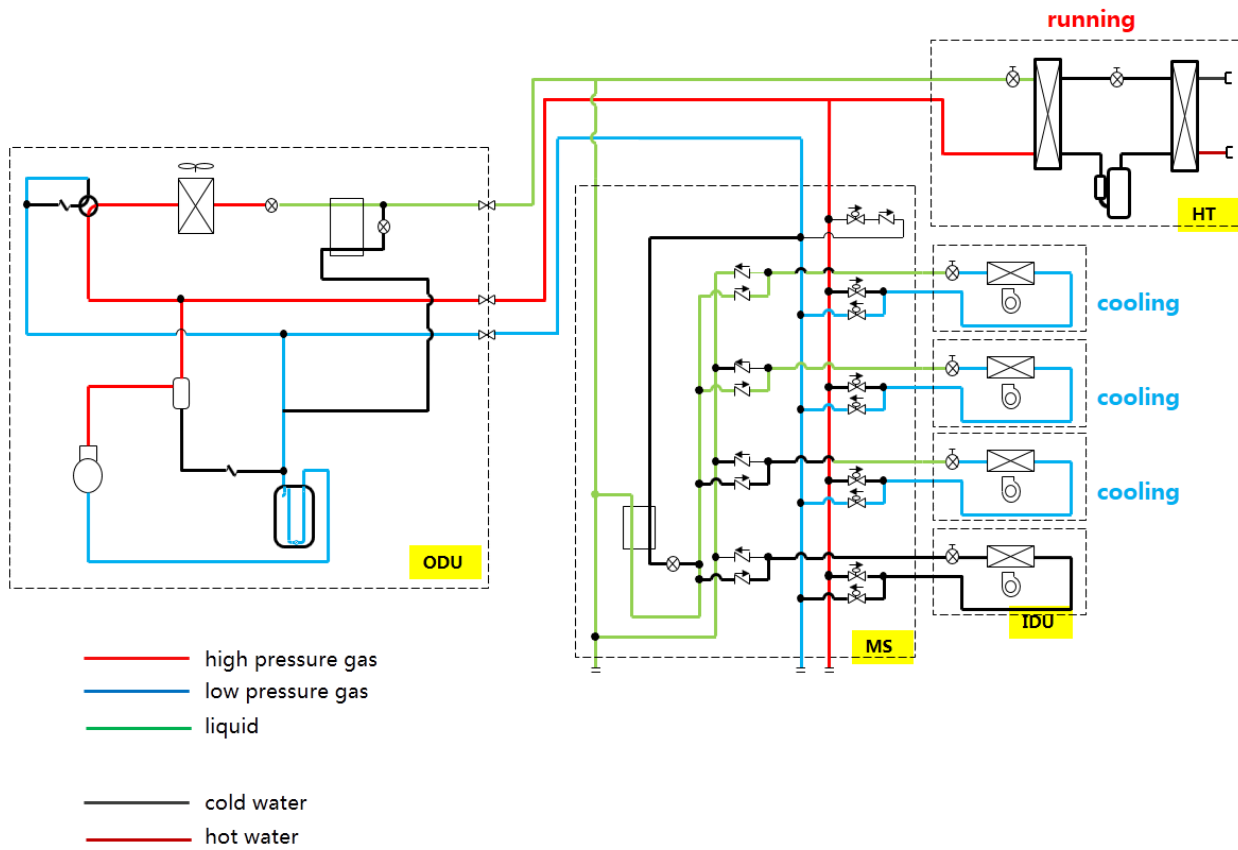 running
HT
cooling
cooling
cooling
ODU
IDU
MS
high pressure gas
low pressure gas
liquid
cold water
hot water